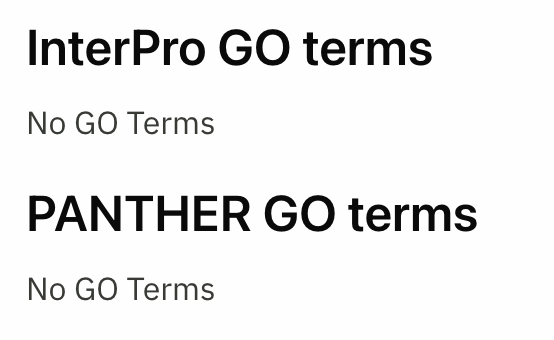 InterPro GO terms
No GO Terms
PANTHER GO terms
No GO Terms